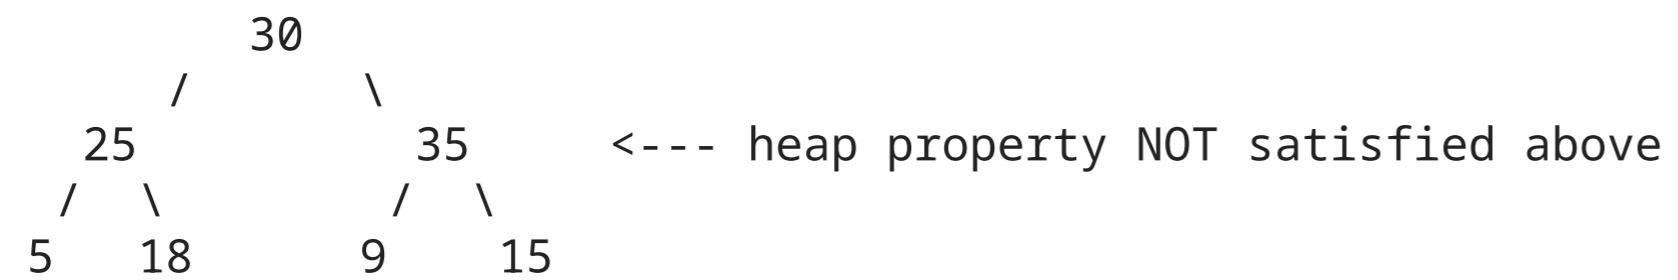 30
/ \
25 35 <--- heap property NOT satisfied above
/ \ / \
5 18 9 15